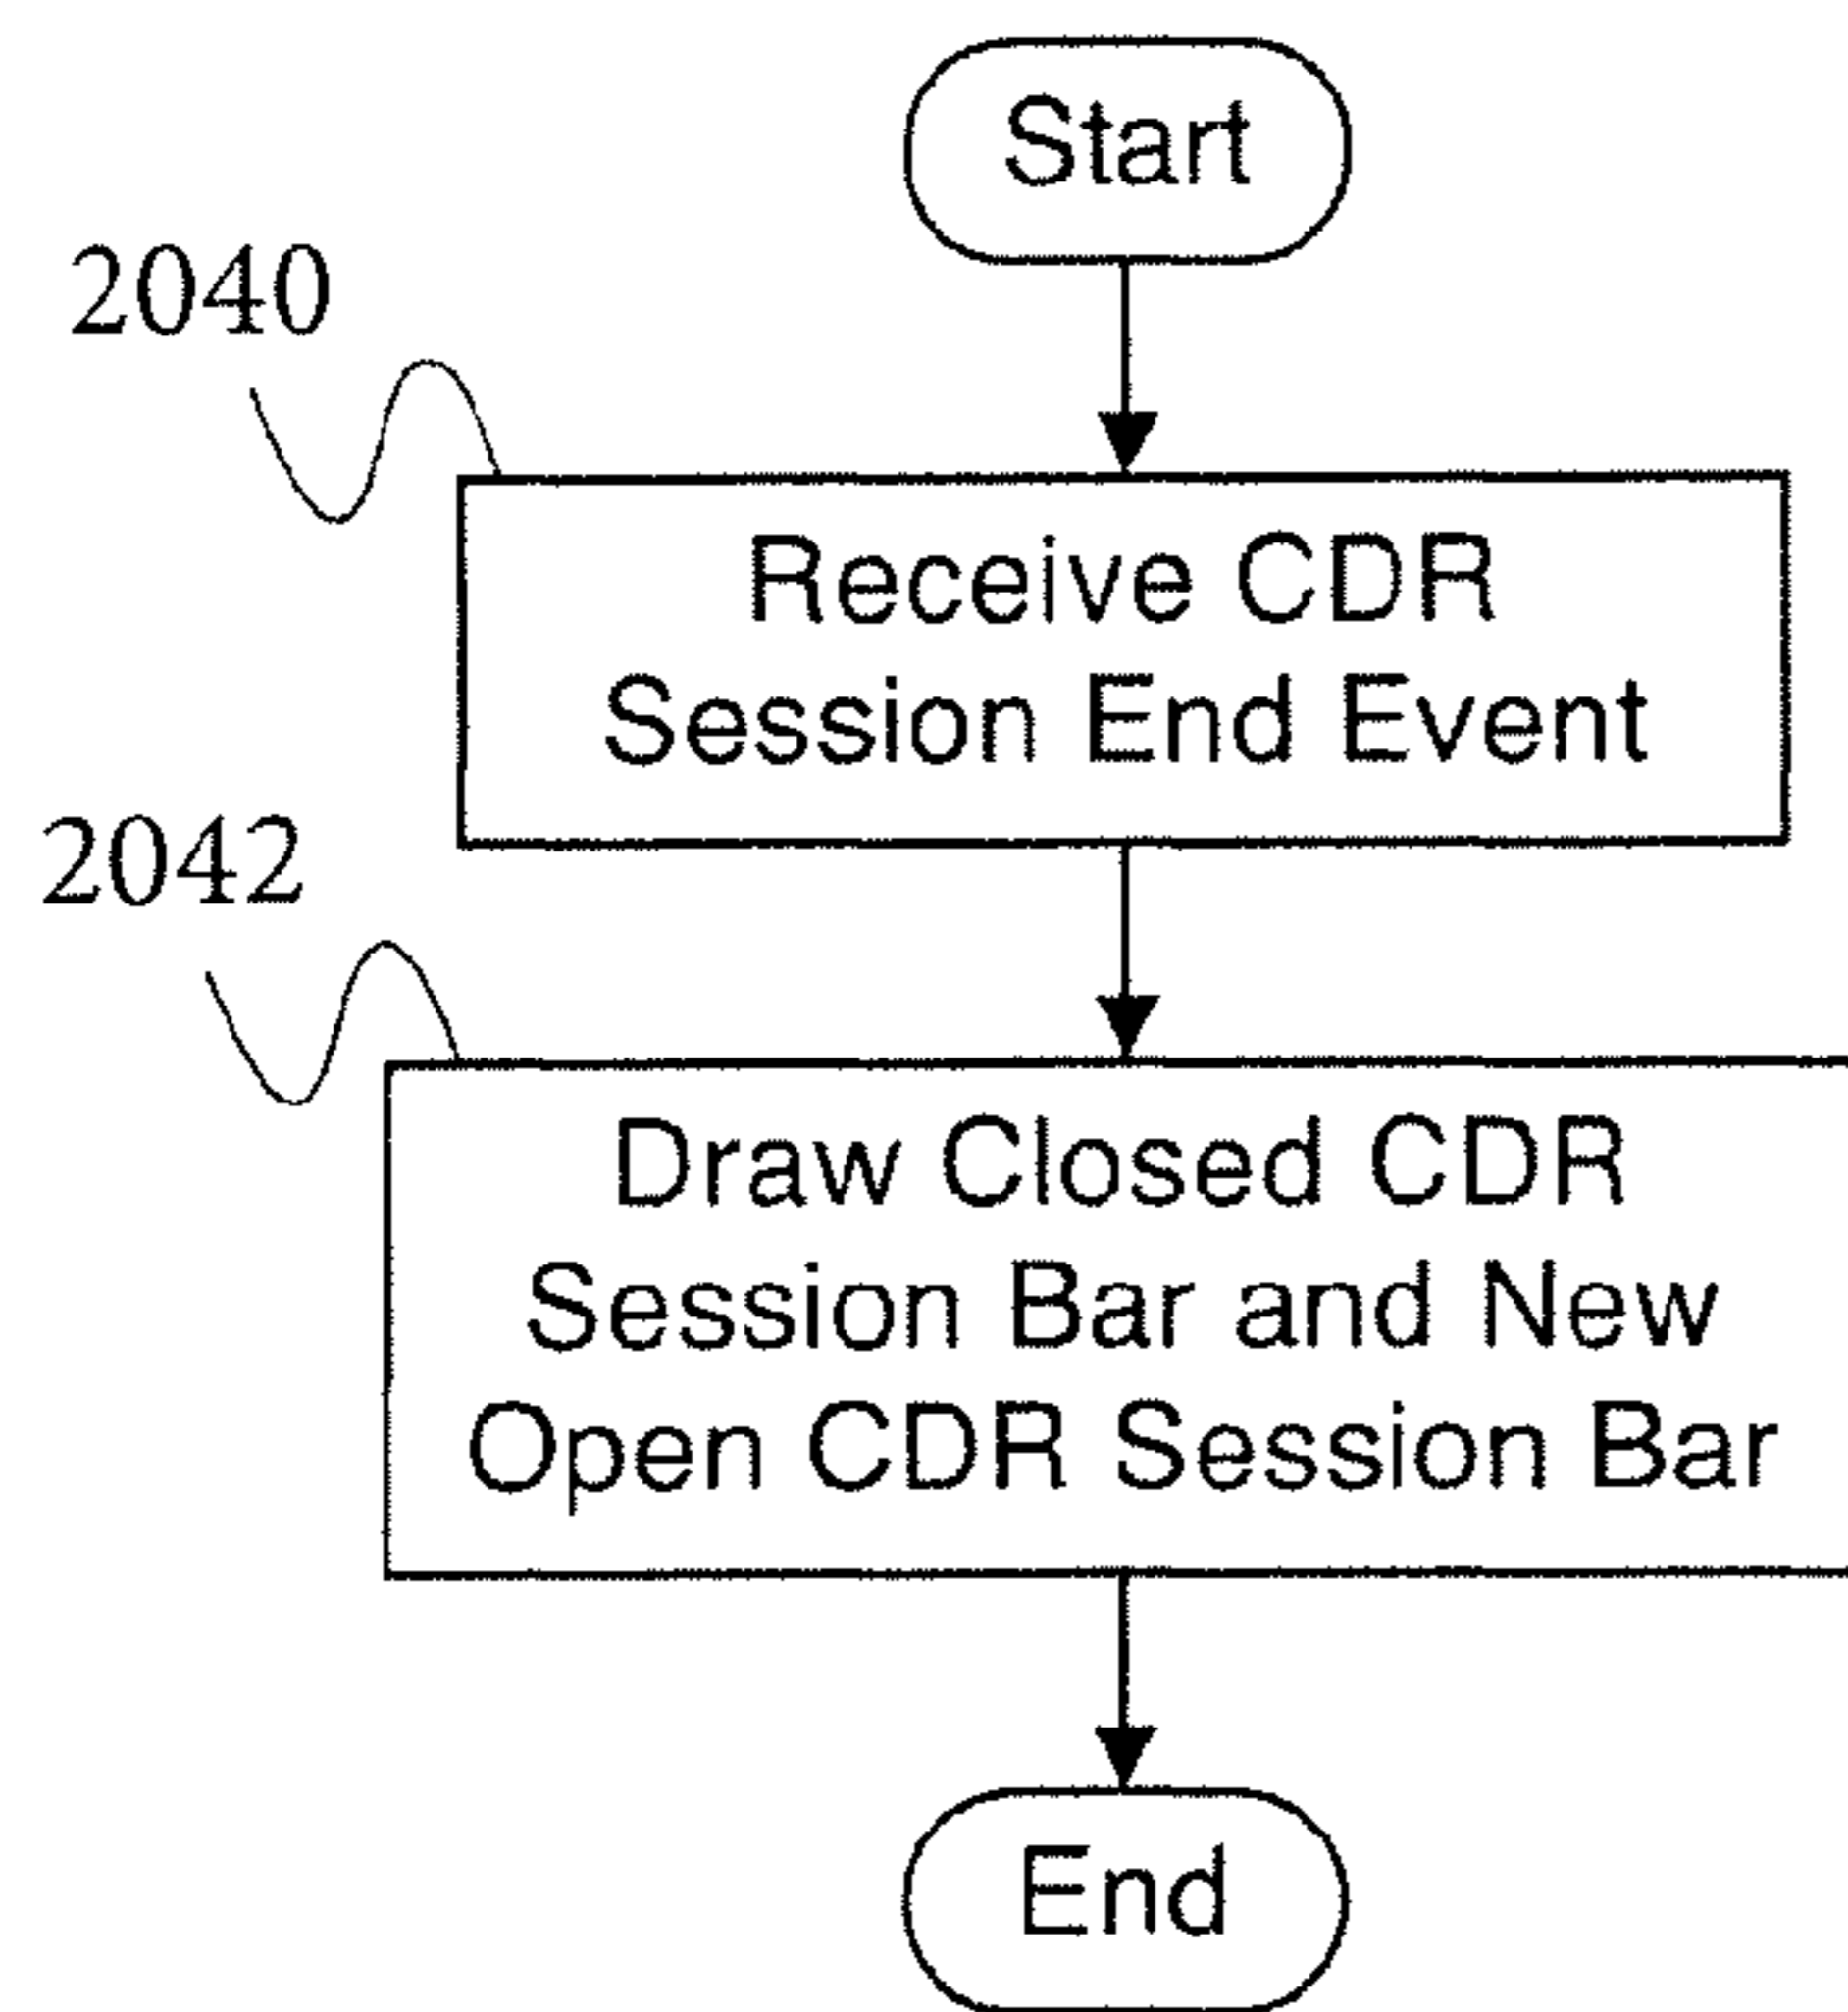 Start
2040
Receive CDR
Session End Event
2042
Draw Closed CDR
Session Bar and New
Open CDR Session Bar
End